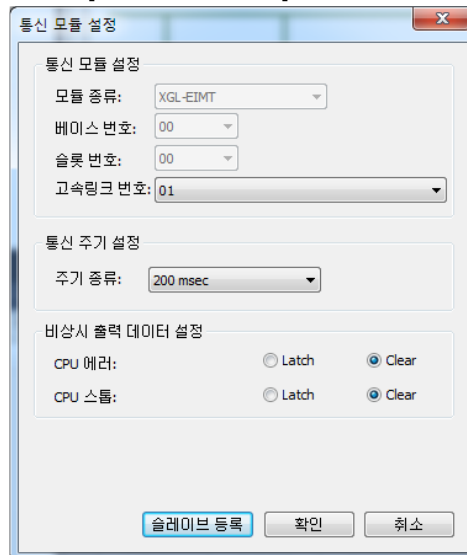 통신 모듈 설정
통신 모듈 설정
모듈 종류: XGL-EIMT
베이스 번호: 00
슬롯 번호: 00
고속링크 번호: 01
통신 주기 설정
주기 종류: 200 msec
비상시 출력 데이터 설정
CPU 에러: Latch Clear
CPU 스톱: Latch Clear
슬레이브 등록 확인 취소